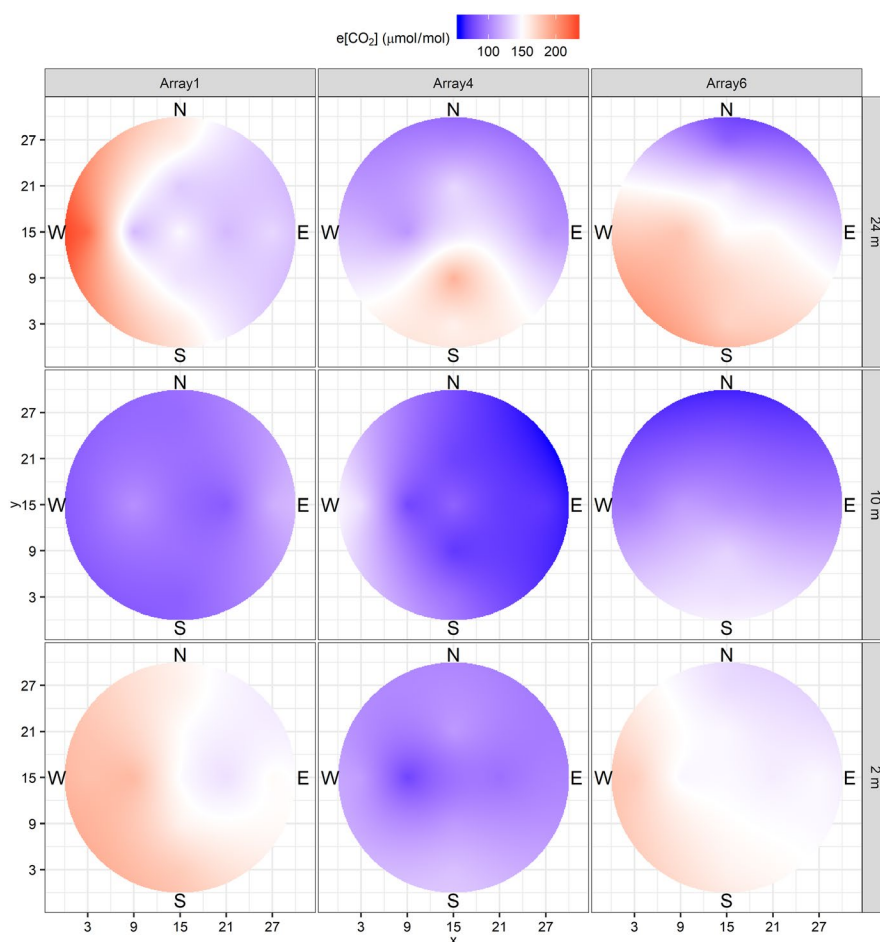 e[CO₂] (μmol/mol)
100 150 200
Array1 Array4 Array6
N N N
27
21
W 15 E W E W E 24 m
9
3
S S S
N N N
27
21
y W 15 E W E W E 10 m
9
3
S S S
N N N
27
21
W 15 E W E W E 2 m
9
3
S S S
3 9 15 21 27 3 9 15 21 27 3 9 15 21 27
x